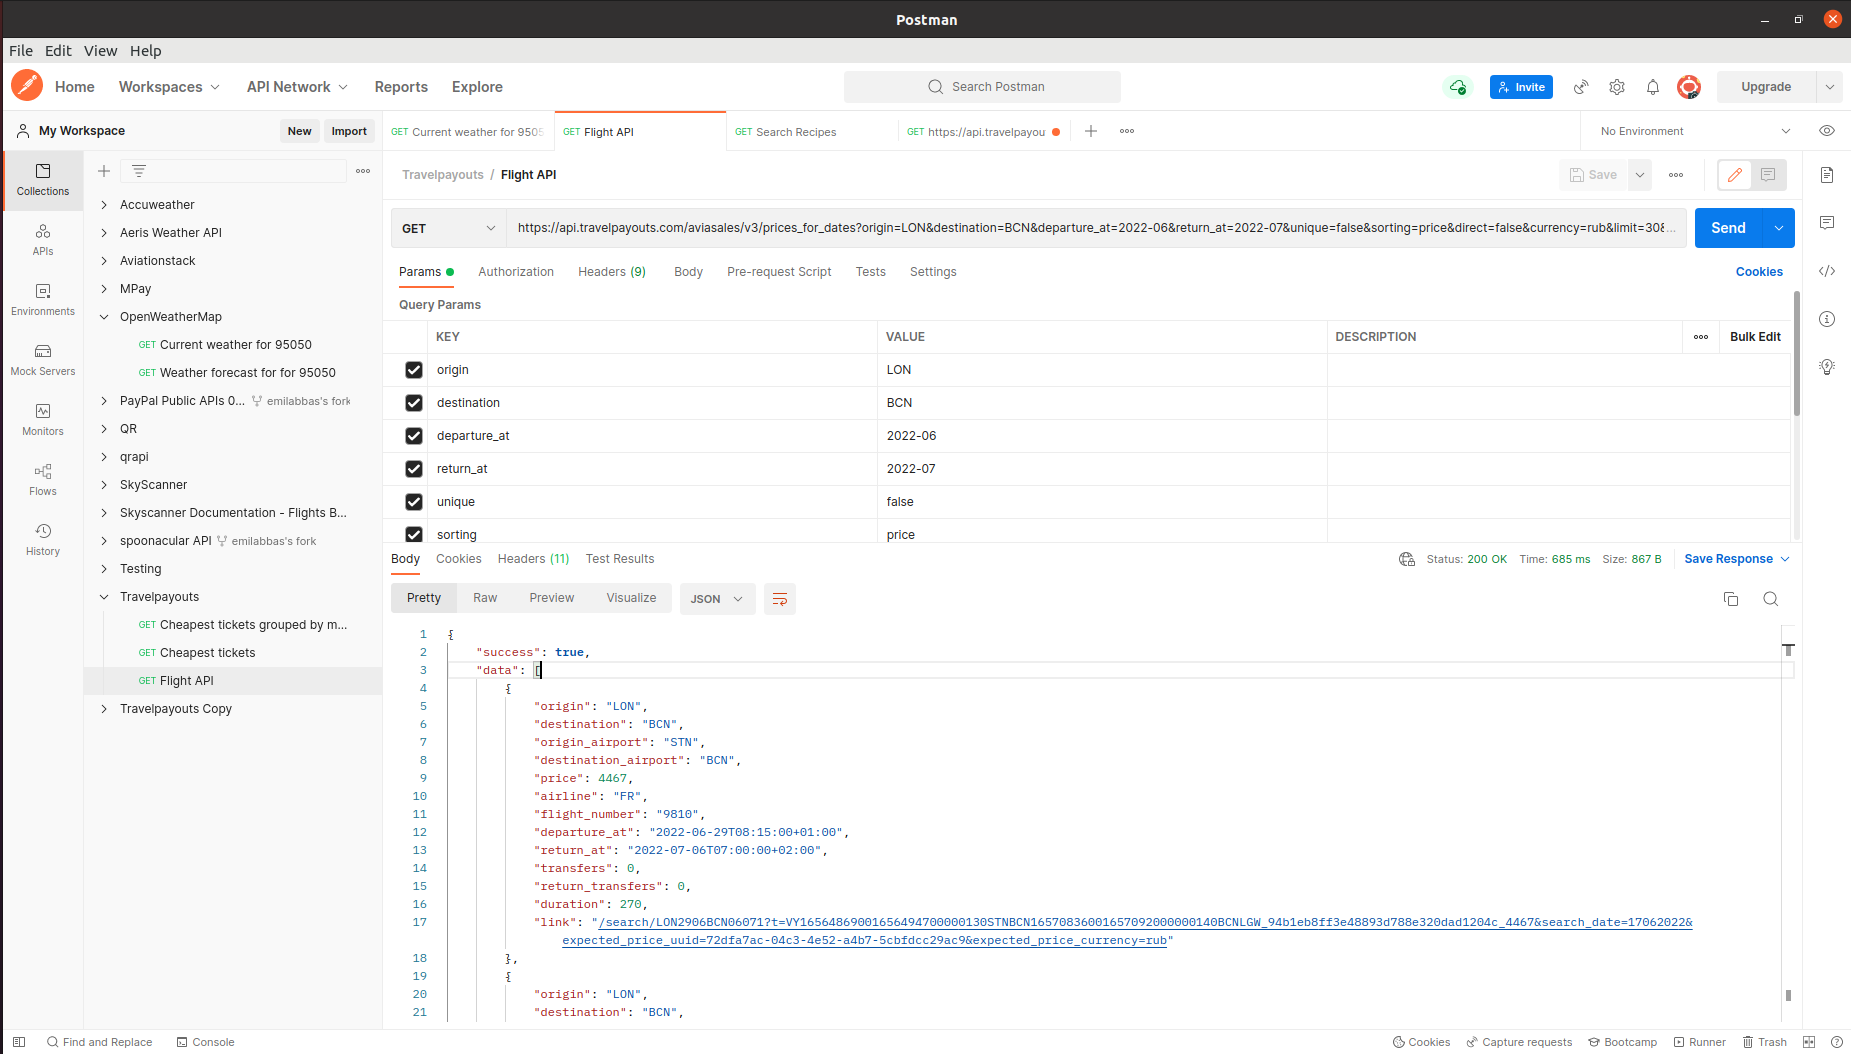 Postman
File Edit View Help
Home Workspaces API Network Reports Explore Search Postman Invite Upgrade
My Workspace New Import GET Current weather for 9505 GET Flight API GET Search Recipes GET https://api.travelpayou No Environment
Collections
APIs
Environments
Mock Servers
Monitors
Flows
History
Accuweather
Aeris Weather API
Aviationstack
MPay
OpenWeatherMap
GET Current weather for 95050
GET Weather forecast for for 95050
PayPal Public APIs 0... emilabbas's fork
QR
qrapi
SkyScanner
Skyscanner Documentation - Flights B...
spoonacular API emilabbas's fork
Testing
Travelpayouts
GET Cheapest tickets grouped by m...
GET Cheapest tickets
GET Flight API
Travelpayouts Copy
Travelpayouts / Flight API Save
GET https://api.travelpayouts.com/aviasales/v3/prices_for_dates?origin=LON&destination=BCN&departure_at=2022-06&return_at=2022-07&unique=false&sorting=price&direct=false&currency=rub&limit=30&... Send
Params Authorization Headers (9) Body Pre-request Script Tests Settings Cookies
Query Params
KEY VALUE DESCRIPTION Bulk Edit
origin LON
destination BCN
departure_at 2022-06
return_at 2022-07
unique false
sorting price
Body Cookies Headers (11) Test Results Status: 200 OK Time: 685 ms Size: 867 B Save Response
Pretty Raw Preview Visualize JSON
1 {
2 "success": true,
3 "data": [
4 {
5 "origin": "LON",
6 "destination": "BCN",
7 "origin_airport": "STN",
8 "destination_airport": "BCN",
9 "price": 4467,
10 "airline": "FR",
11 "flight_number": "9810",
12 "departure_at": "2022-06-29T08:15:00+01:00",
13 "return_at": "2022-07-06T07:00:00+02:00",
14 "transfers": 0,
15 "return_transfers": 0,
16 "duration": 270,
17 "link": "/search/LON2906BCN06071?t=VY16564869001656494700000130STNBCN16570836001657092000000140BCNLGW_94b1eb8ff3e48893d788e320dad1204c_4467&search_date=17062022&
expected_price_uuid=72dfa7ac-04c3-4e52-a4b7-5cbfdcc29ac9&expected_price_currency=rub"
18 },
19 {
20 "origin": "LON",
21 "destination": "BCN",
Find and Replace Console Cookies Capture requests Bootcamp Runner Trash